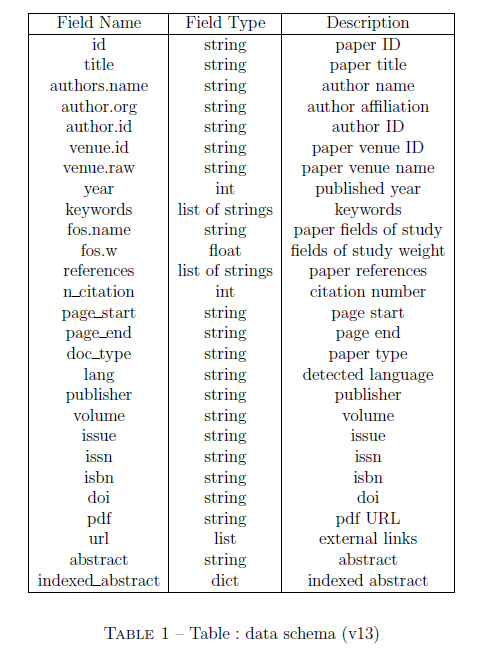 Field Name Field Type Description
id string paper ID
title string paper title
authors.name string author name
author.org string author affiliation
author.id string author ID
venue.id string paper venue ID
venue.raw string paper venue name
year int published year
keywords list of strings keywords
fos.name string paper fields of study
fos.w float fields of study weight
references list of strings paper references
n_citation int citation number
page_start string page start
page_end string page end
doc_type string paper type
lang string detected language
publisher string publisher
volume string volume
issue string issue
issn string issn
isbn string isbn
doi string doi
pdf string pdf URL
url list external links
abstract string abstract
indexed_abstract dict indexed abstract
Table 1 – Table : data schema (v13)